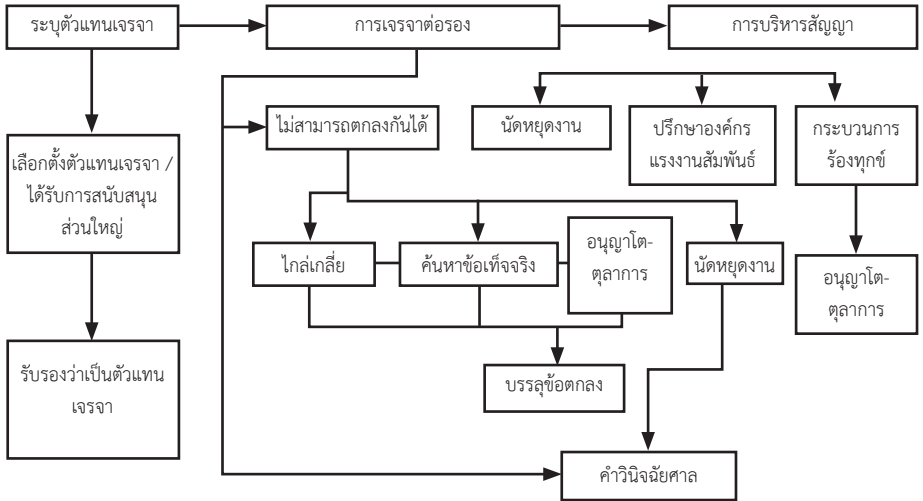 ระบุตัวแทนเจรจา
การเจรจาต่อรอง
การบริหารสัญญา
ไม่สามารถตกลงกันได้
นัดหยุดงาน
ปรึกษาองค์กร
แรงงานสัมพันธ์
กระบวนการ
ร้องทุกข์
เลือกตั้งตัวแทนเจรจา /
ได้รับการสนับสนุน
ส่วนใหญ่
ไกล่เกลี่ย
ค้นหาข้อเท็จจริง
อนุญาโต-
ตุลาการ
นัดหยุดงาน
อนุญาโต-
ตุลาการ
รับรองว่าเป็นตัวแทน
เจรจา
บรรลุข้อตกลง
คำวินิจฉัยศาล